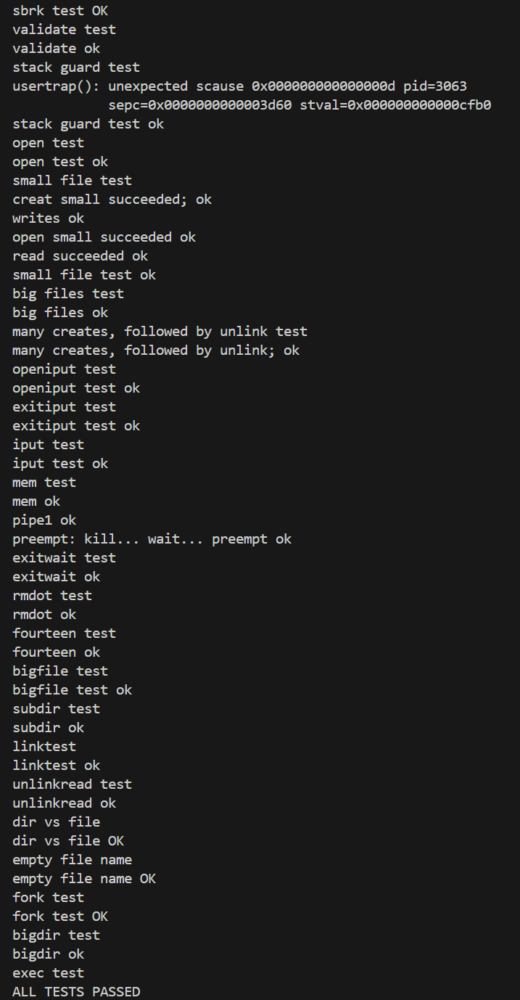 sbrk test OK
validate test
validate ok
stack guard test
usertrap(): unexpected scause 0x000000000000000d pid=3063
            sepc=0x0000000000003d60 stval=0x000000000000cfb0
stack guard test ok
open test
open test ok
small file test
creat small succeeded; ok
writes ok
open small succeeded ok
read succeeded ok
small file test ok
big files test
big files ok
many creates, followed by unlink test
many creates, followed by unlink; ok
openiput test
openiput test ok
exitiput test
exitiput test ok
iput test
iput test ok
mem test
mem ok
pipe1 ok
preempt: kill... wait... preempt ok
exitwait test
exitwait ok
rmdot test
rmdot ok
fourteen test
fourteen ok
bigfile test
bigfile test ok
subdir test
subdir ok
linktest
linktest ok
unlinkread test
unlinkread ok
dir vs file
dir vs file OK
empty file name
empty file name OK
fork test
fork test OK
bigdir test
bigdir ok
exec test
ALL TESTS PASSED